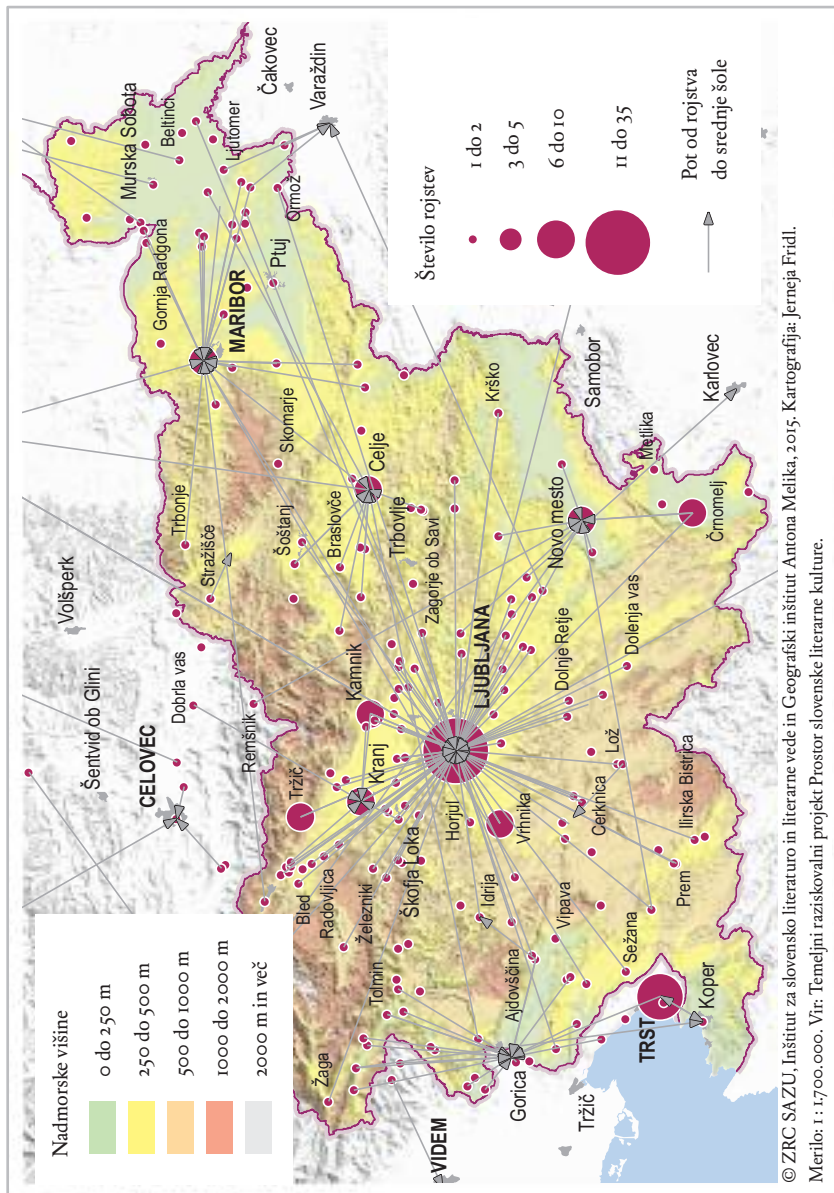 Nadmorske višine
0 do 250 m
250 do 500 m
500 do 1000 m
1000 do 2000 m
2000 m in več
Število rojstev
1 do 2
3 do 5
6 do 10
11 do 35
Pot od rojstva
do srednje šole
Volšperk
Šentvid ob Glini
CELOVEC
Dobrla vas
Remšnik
Trbonje
Stražišče
Gornja Radgona
Murska Sobota
Beltinci
Ljutomer
Čakovec
Varaždin
Ormož
MARIBOR
Ptuj
Skomarje
Šoštanj
Braslovče
Celje
Trbovlje
Zagorje ob Savi
Kamnik
Kranj
Tržič
Bled
Radovljica
Železniki
Škofja Loka
Tolmin
Žaga
VIDEM
Gorica
Tržič
Ajdovščina
Idrija
Horjul
Vrhnika
LJUBLJANA
Vipava
Sežana
Cerknica
Lož
Dolnje Retje
Dolenja vas
Novo mesto
Krško
Samobor
Metlika
Karlovec
Črnomelj
Prem
Ilirska Bistrica
TRST
Koper
© ZRC SAZU, Inštitut za slovensko literaturo in literarne vede in Geografski inštitut Antona Melika, 2015. Kartografija: Jerneja Fridl.
Merilo: 1 : 1.700.000. Vir: Temeljni raziskovalni projekt Prostor slovenske literarne kulture.